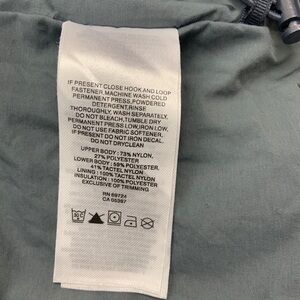 IF PRESENT CLOSE HOOK AND LOOP
FASTENER, MACHINE WASH COLD
PERMANENT PRESS, POWDERED
DETERGENT, RINSE
THOROUGHLY, WASH SEPARATELY,
DO NOT BLEACH, TUMBLE DRY
PERMANENT PRESS LOW, IRON LOW,
DO NOT USE FABRIC SOFTENER,
IF PRESENT DO NOT IRON DECAL.
DO NOT DRYCLEAN
UPPER BODY : 73% NYLON,
27% POLYESTER
LOWER BODY : 59% POLYESTER,
41% TACTEL NYLON
LINING : 100% TACTEL NYLON
INSULATION : 100% POLYESTER
EXCLUSIVE OF TRIMMING
RN 69724
CA 05367